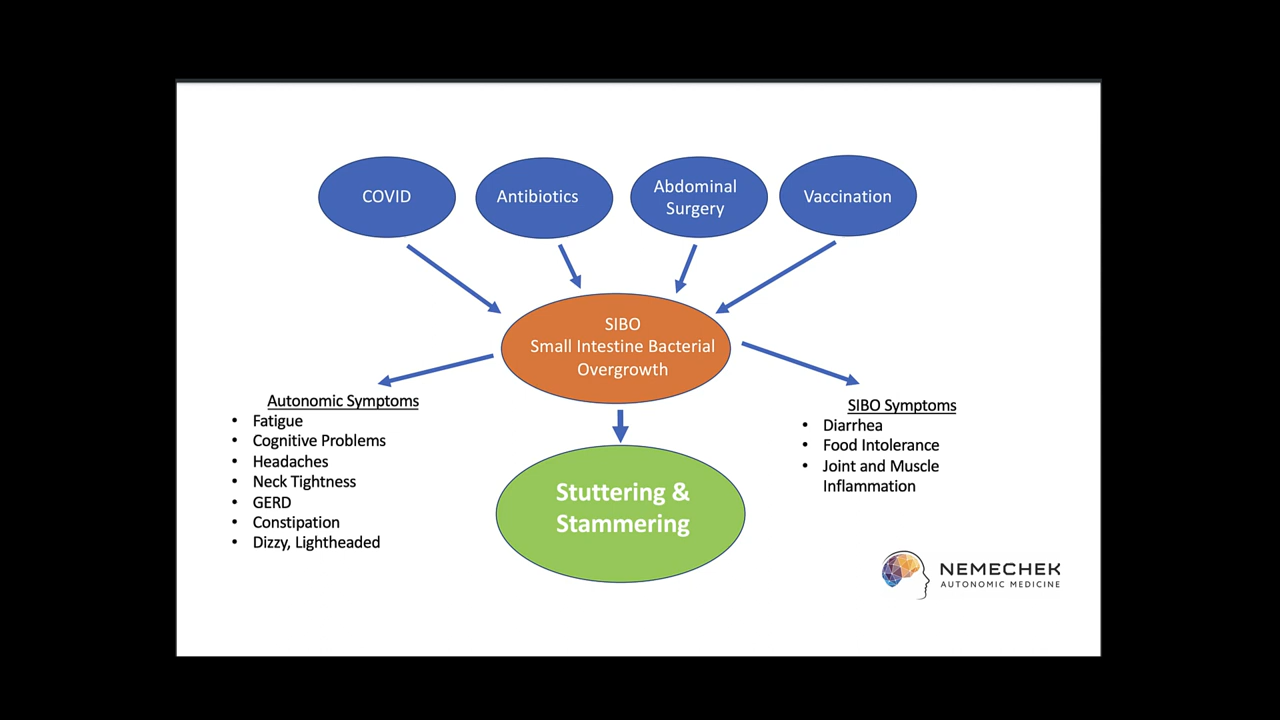 COVID
Antibiotics
Abdominal
Surgery
Vaccination
SIBO
Small Intestine Bacterial
Overgrowth
Autonomic Symptoms
• Fatigue
• Cognitive Problems
• Headaches
• Neck Tightness
• GERD
• Constipation
• Dizzy, Lightheaded
Stuttering &
Stammering
SIBO Symptoms
• Diarrhea
• Food Intolerance
• Joint and Muscle
Inflammation
NEMECHEK
AUTONOMIC MEDICINE